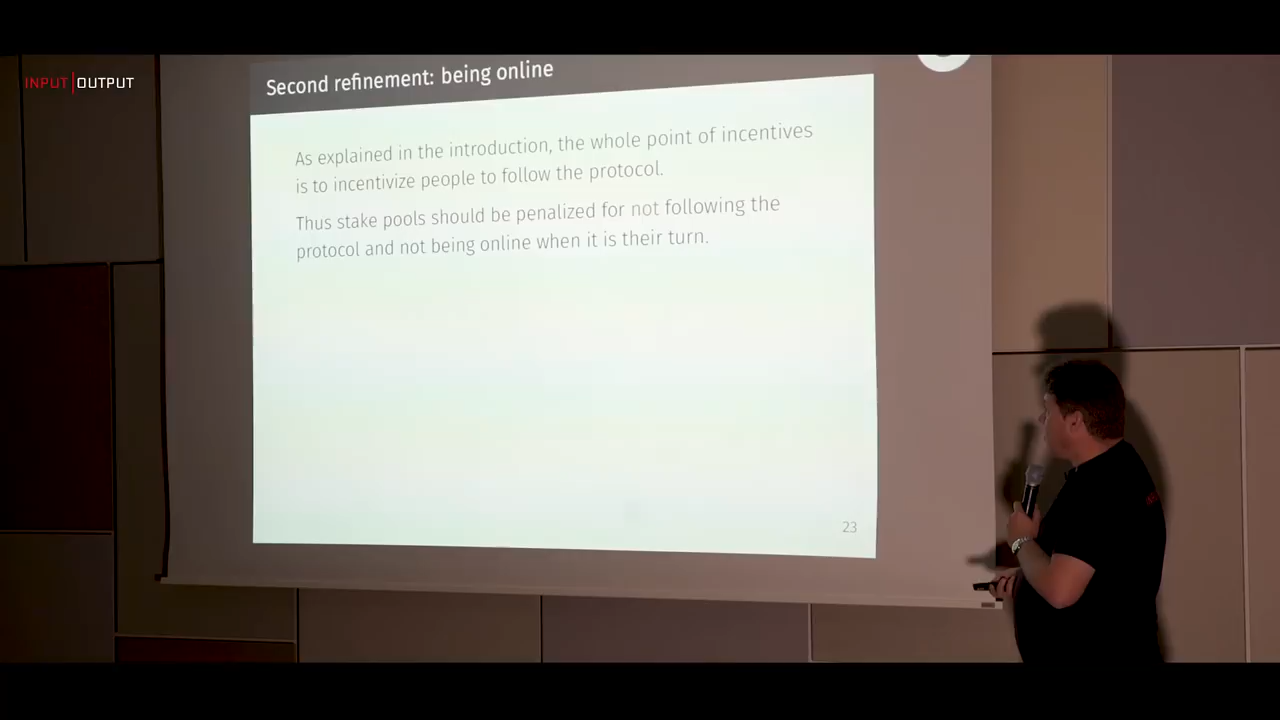 INPUT|OUTPUT
Second refinement: being online
As explained in the introduction, the whole point of incentives
is to incentivize people to follow the protocol.
Thus stake pools should be penalized for not following the
protocol and not being online when it is their turn.
23